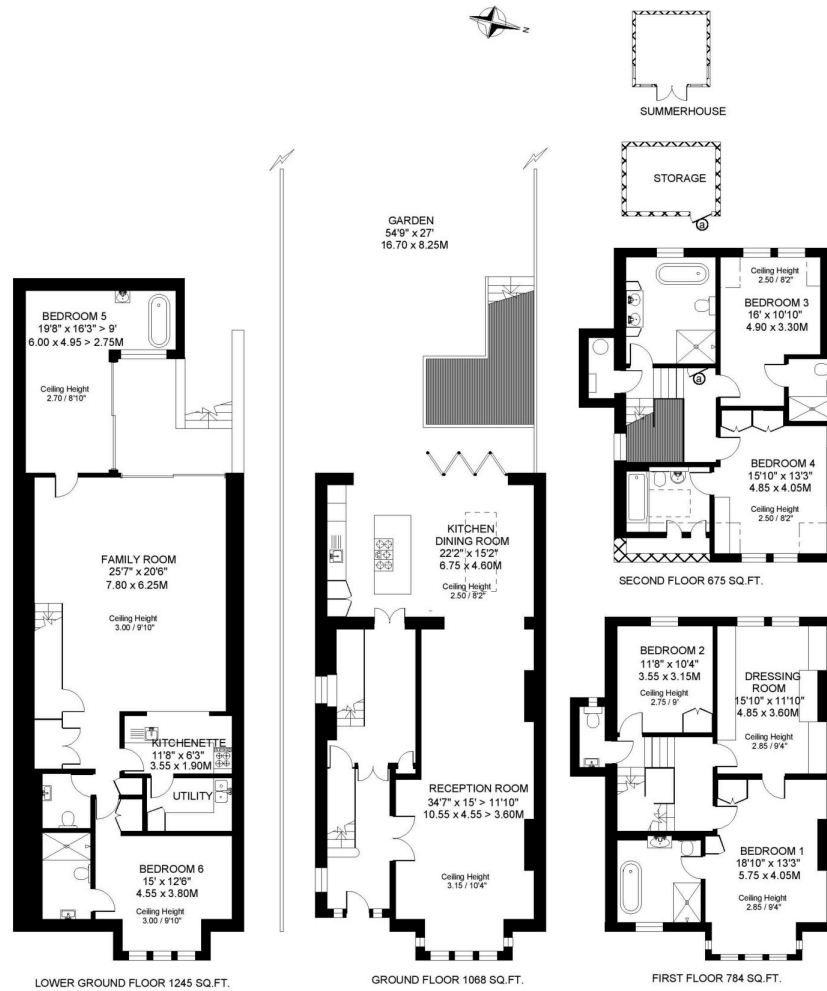 N
SUMMERHOUSE
STORAGE
a
GARDEN
54'9" x 27'
16.70 x 8.25M
BEDROOM 5
19'8" x 16'3" > 9'
6.00 x 4.95 > 2.75M
Ceiling Height
2.70 / 8'10"
FAMILY ROOM
25'7" x 20'6"
7.80 x 6.25M
Ceiling Height
3.00 / 9'10"
KITCHENETTE
11'8" x 6'3"
3.55 x 1.90M
UTILITY
BEDROOM 6
15' x 12'6"
4.55 x 3.80M
Ceiling Height
3.00 / 9'10"
LOWER GROUND FLOOR 1245 SQ.FT.
KITCHEN
DINING ROOM
22'2" x 15'2"
6.75 x 4.60M
Ceiling Height
2.50 / 8'2"
RECEPTION ROOM
34'7" x 15' > 11'10"
10.55 x 4.55 > 3.60M
Ceiling Height
3.15 / 10'4"
GROUND FLOOR 1068 SQ.FT.
Ceiling Height
2.50 / 8'2"
BEDROOM 3
16' x 10'10"
4.90 x 3.30M
a
BEDROOM 4
15'10" x 13'3"
4.85 x 4.05M
Ceiling Height
2.50 / 8'2"
SECOND FLOOR 675 SQ.FT.
BEDROOM 2
11'8" x 10'4"
3.55 x 3.15M
Ceiling Height
2.75 / 9'
DRESSING
ROOM
15'10" x 11'10"
4.85 x 3.60M
Ceiling Height
2.85 / 9'4"
BEDROOM 1
18'10" x 13'3"
5.75 x 4.05M
Ceiling Height
2.85 / 9'4"
FIRST FLOOR 784 SQ.FT.